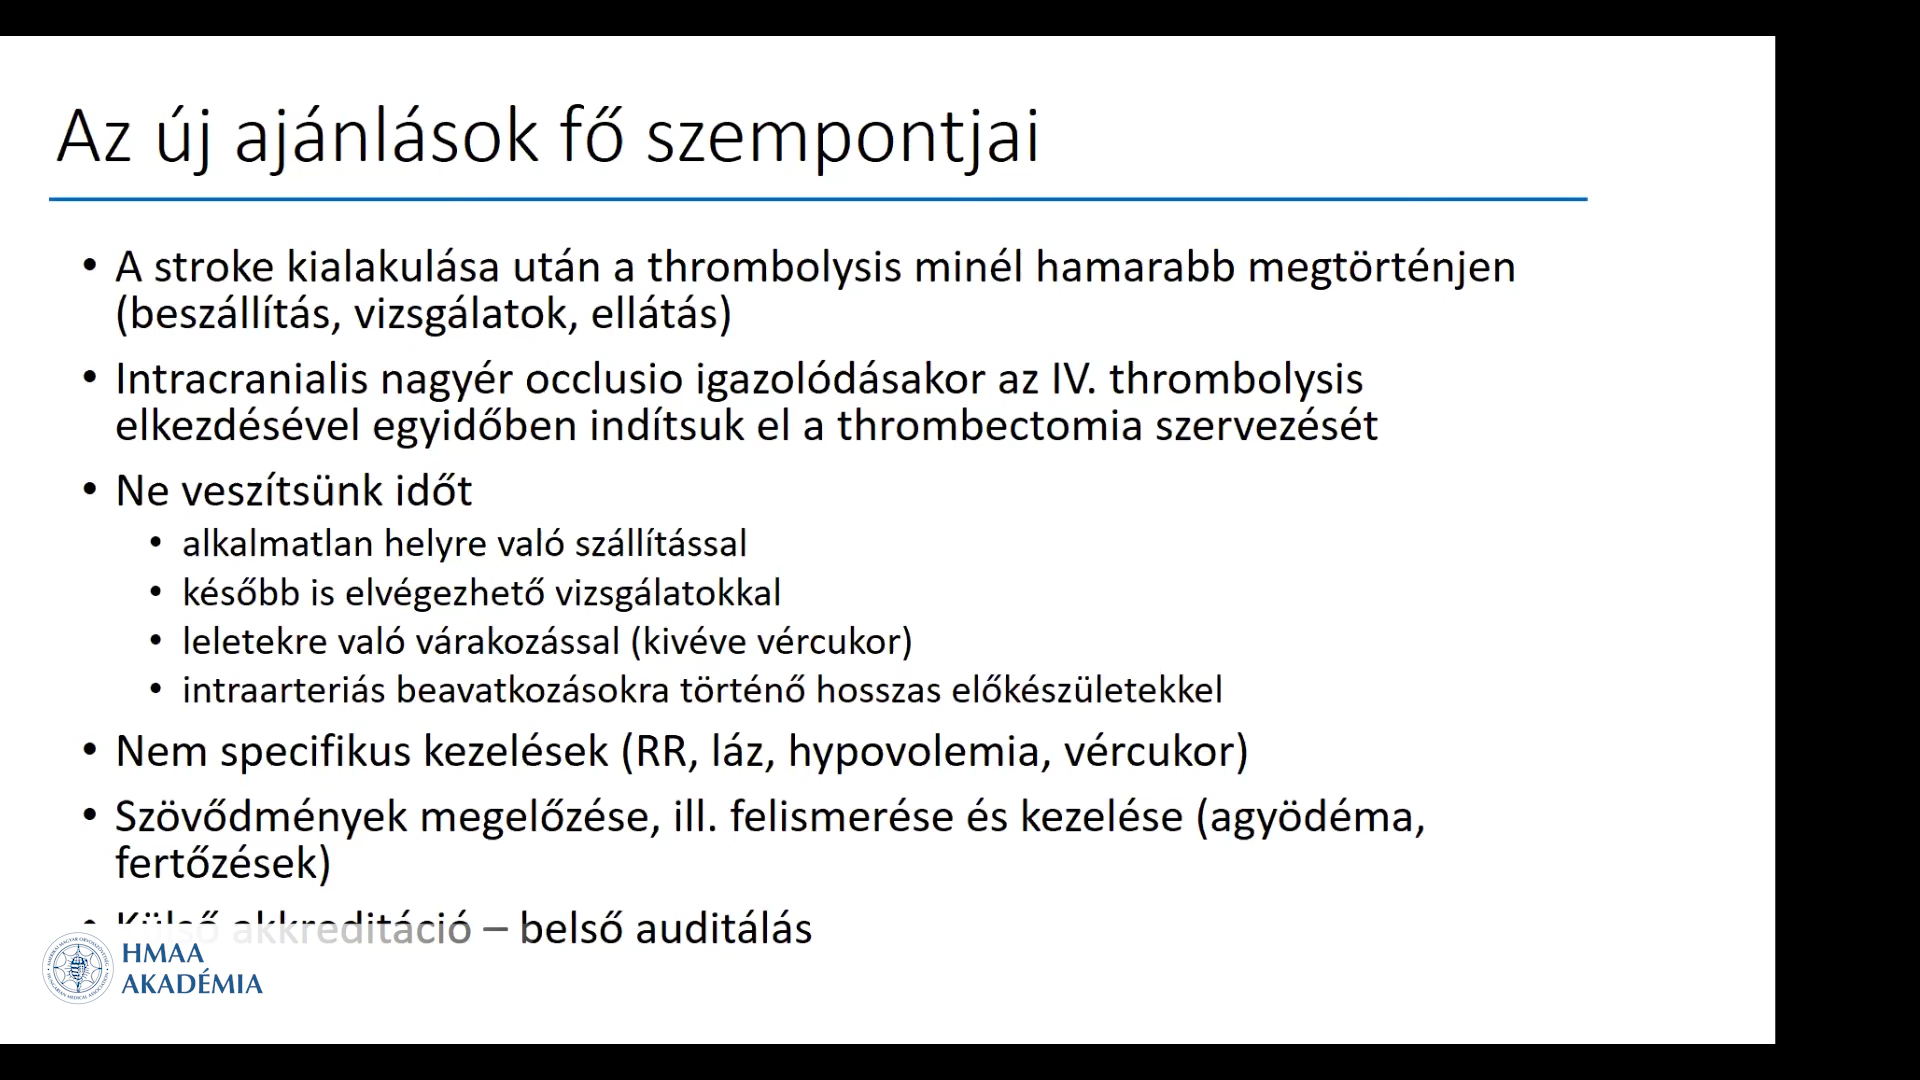 Az új ajánlások fő szempontjai
• A stroke kialakulása után a thrombolysis minél hamarabb megtörténjen
(beszállítás, vizsgálatok, ellátás)
• Intracranialis nagyér occlusio igazolódásakor az IV. thrombolysis
elkezdésével egyidőben indítsuk el a thrombectomia szervezését
• Ne veszítsünk időt
• alkalmatlan helyre való szállítással
• később is elvégezhető vizsgálatokkal
• leletekre való várakozással (kivéve vércukor)
• intraarteriás beavatkozásokra történő hosszas előkészületekkel
• Nem specifikus kezelések (RR, láz, hypovolemia, vércukor)
• Szövődmények megelőzése, ill. felismerése és kezelése (agyödéma,
fertőzések)
• Külső akkreditáció – belső auditálás
HMAA
AKADÉMIA